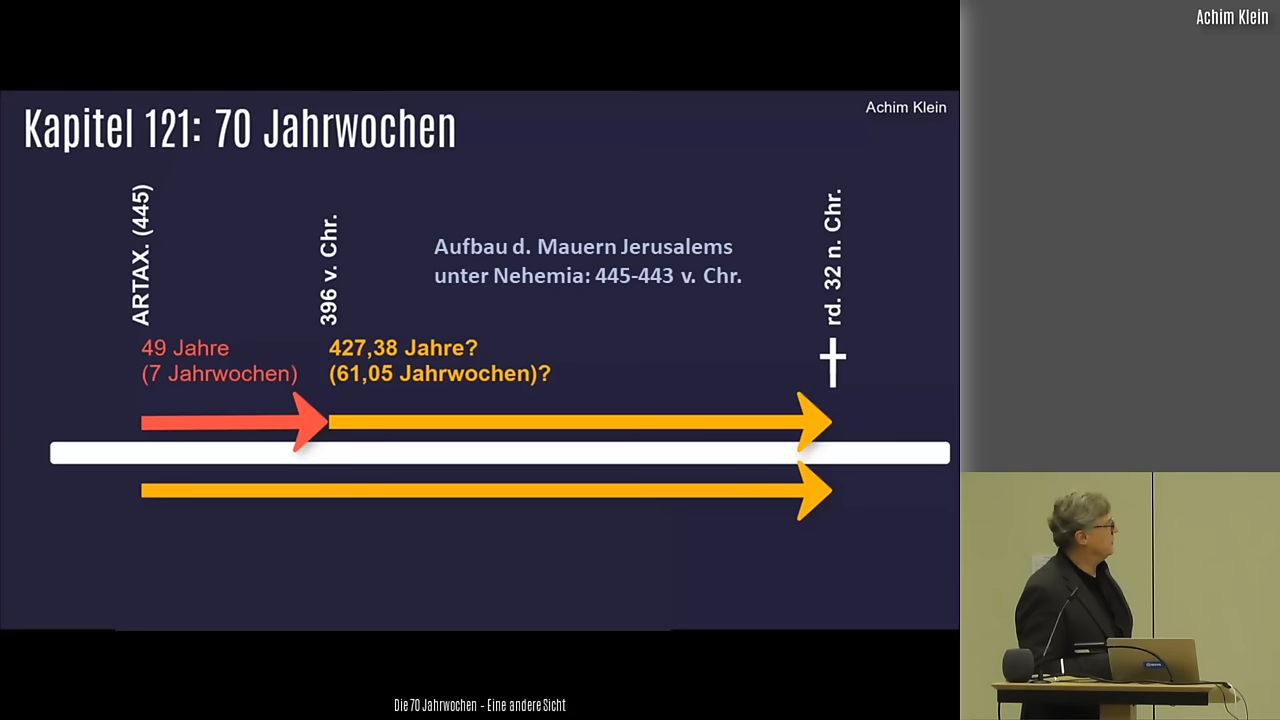 Achim Klein
Kapitel 121: 70 Jahrwochen
Achim Klein
ARTAX. (445)
396 v. Chr.
Aufbau d. Mauern Jerusalems
unter Nehemia: 445-443 v. Chr.
rd. 32 n. Chr.
49 Jahre
(7 Jahrwochen)
427,38 Jahre?
(61,05 Jahrwochen)?
Die 70 Jahrwochen - Eine andere Sicht